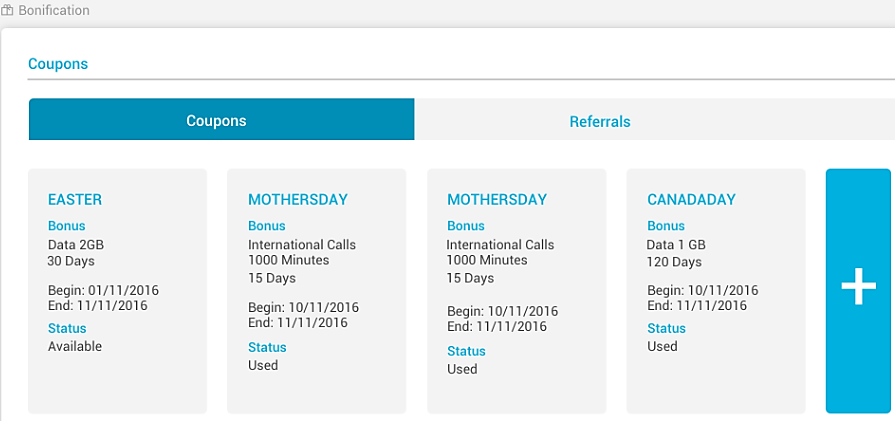 Bonification
Coupons
Coupons
Referrals
EASTER
Bonus
Data 2GB
30 Days
Begin: 01/11/2016
End: 11/11/2016
Status
Available
MOTHERSDAY
Bonus
International Calls
1000 Minutes
15 Days
Begin: 10/11/2016
End: 11/11/2016
Status
Used
MOTHERSDAY
Bonus
International Calls
1000 Minutes
15 Days
Begin: 10/11/2016
End: 11/11/2016
Status
Used
CANADADAY
Bonus
Data 1 GB
120 Days
Begin: 10/11/2016
End: 11/11/2016
Status
Used
+